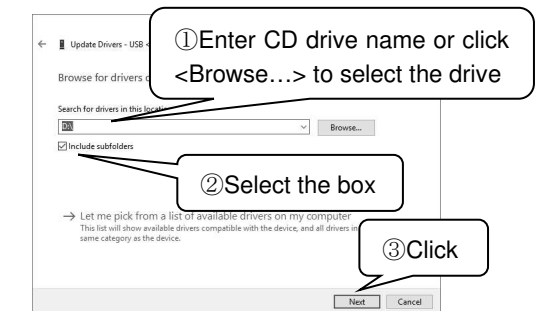 ①Enter CD drive name or click
<Browse…> to select the drive
← Update Drivers - USB <
Browse for drivers o
Search for drivers in this location
D:\
Browse...
Include subfolders
②Select the box
→ Let me pick from a list of available drivers on my computer
This list will show available drivers compatible with the device, and all drivers in
same category as the device.
③Click
Next Cancel